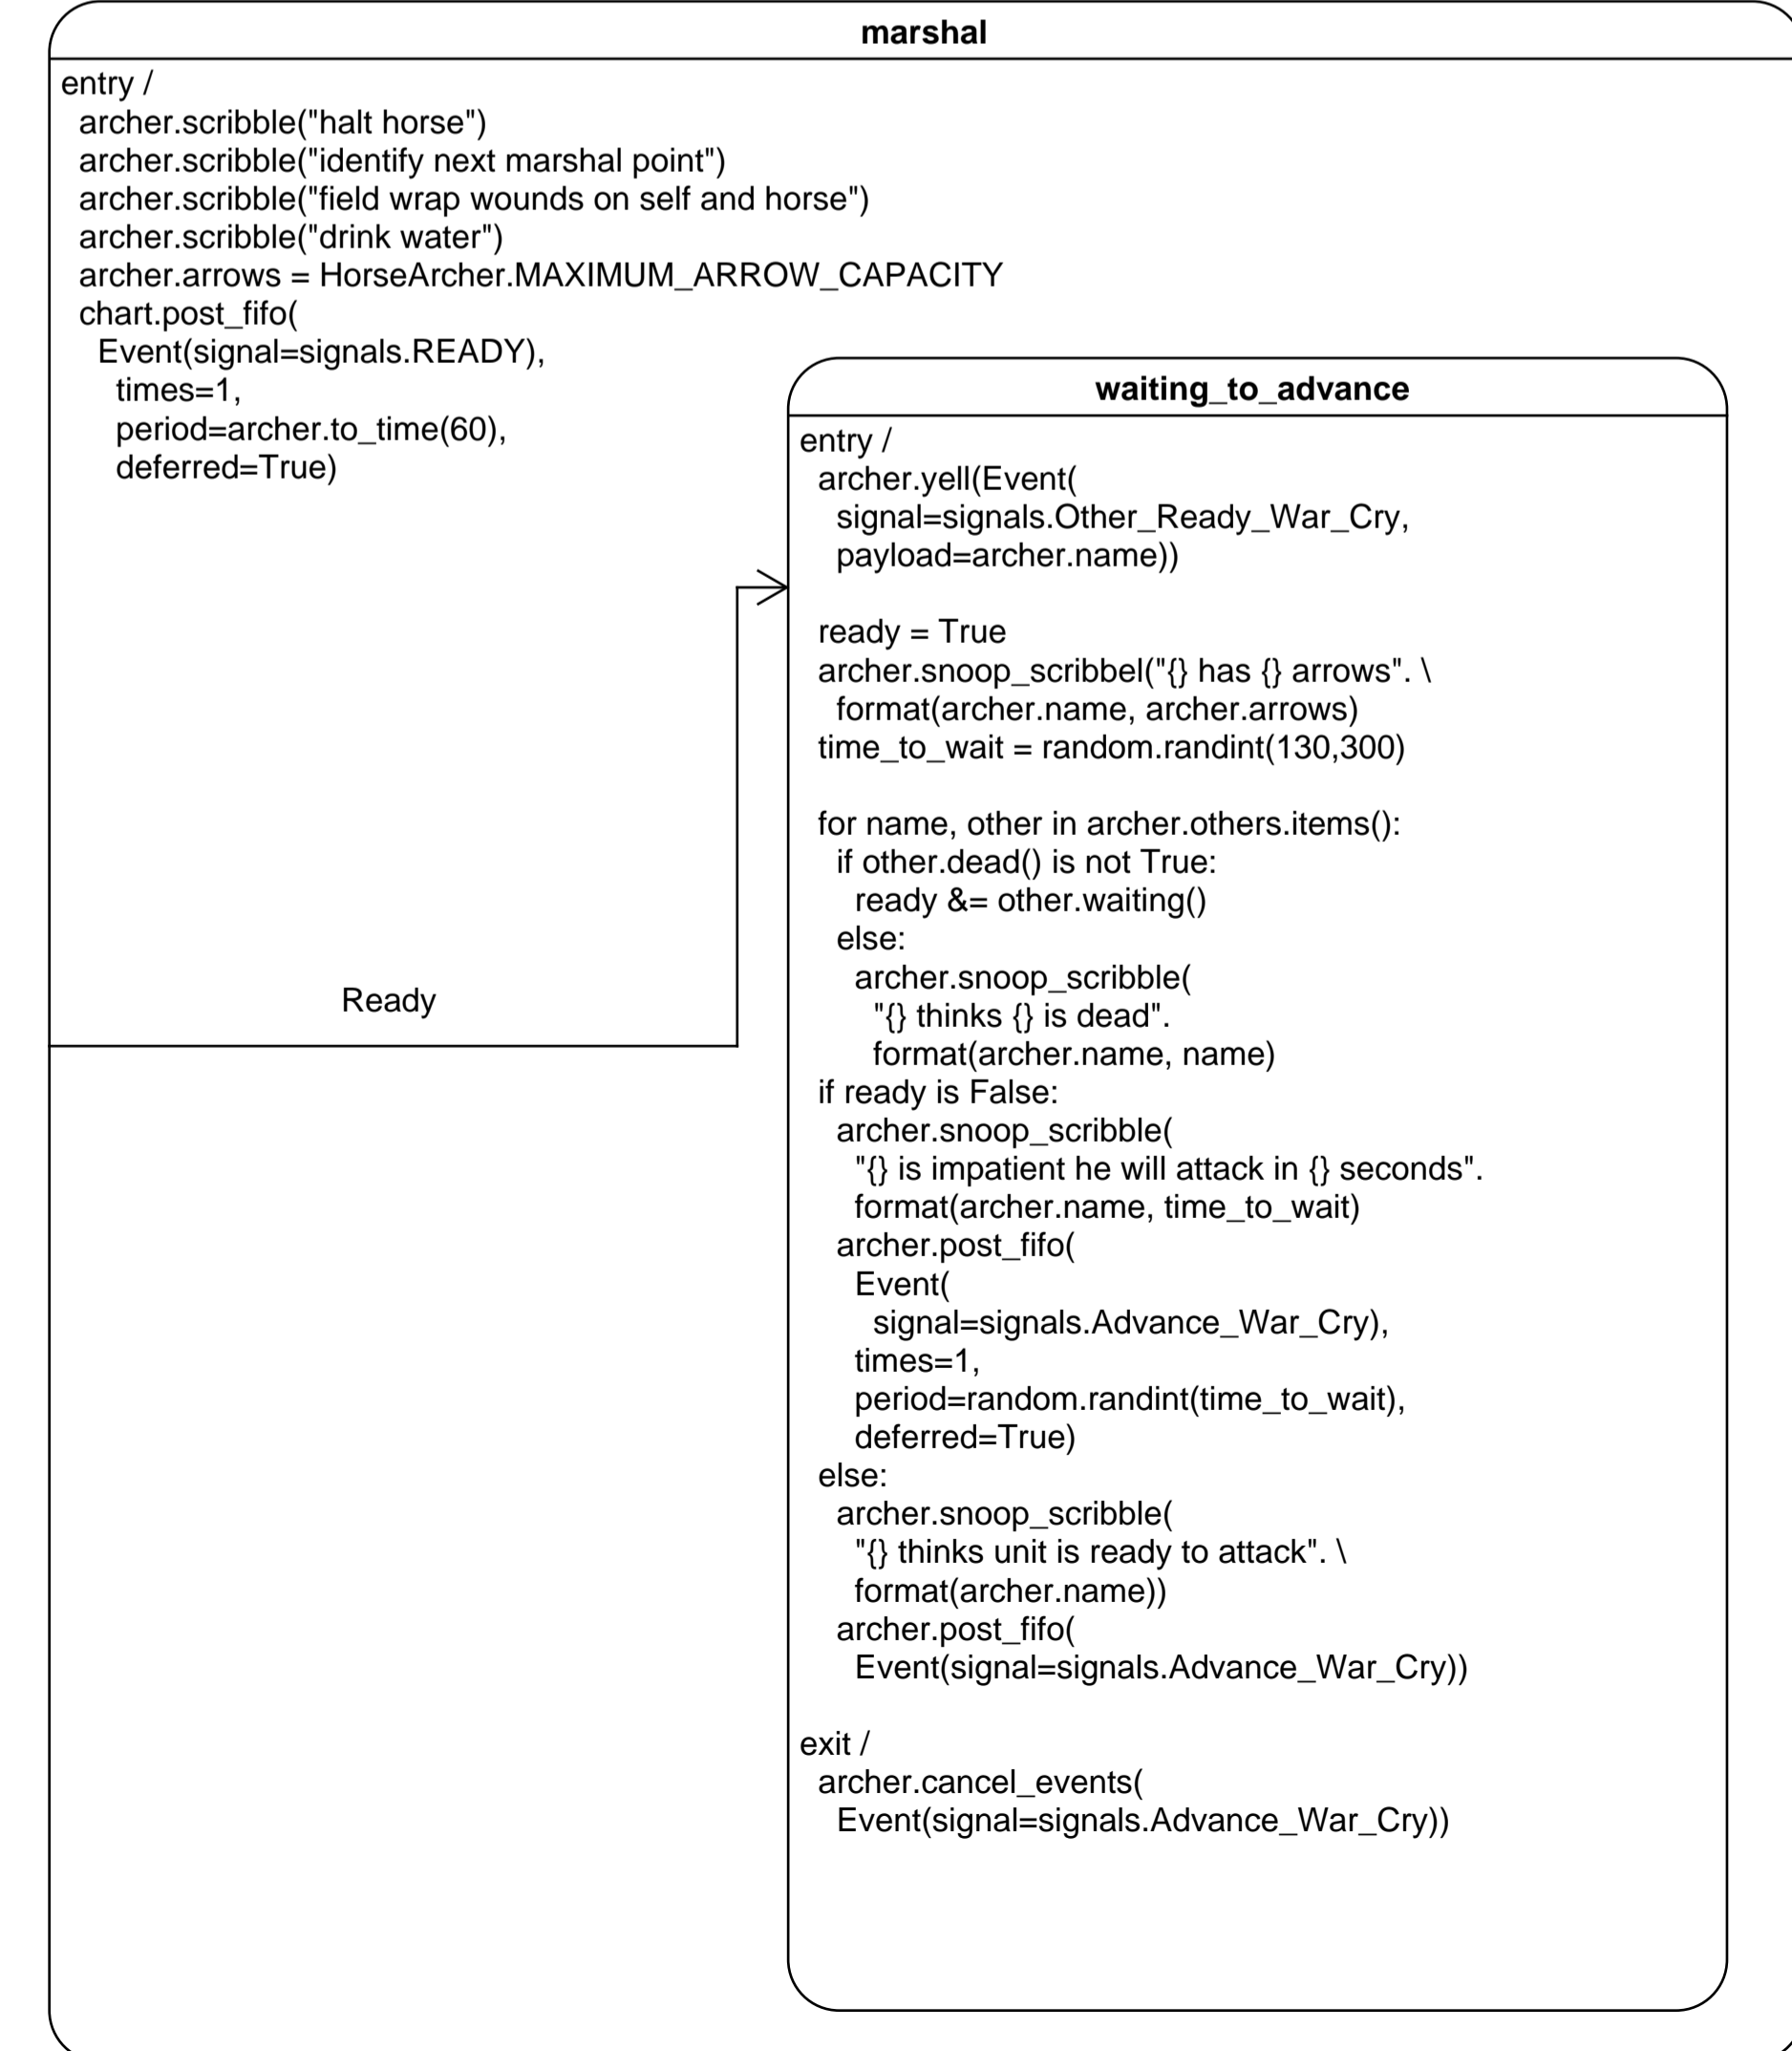 marshal
entry /
archer.scribble("halt horse")
archer.scribble("identify next marshal point")
archer.scribble("field wrap wounds on self and horse")
archer.scribble("drink water")
archer.arrows = HorseArcher.MAXIMUM_ARROW_CAPACITY
chart.post_fifo(
Event(signal=signals.READY),
times=1,
period=archer.to_time(60),
deferred=True)
Ready
waiting_to_advance
entry /
archer.yell(Event(
signal=signals.Other_Ready_War_Cry,
payload=archer.name))
ready = True
archer.snoop_scribbel("{} has {} arrows". \
format(archer.name, archer.arrows)
time_to_wait = random.randint(130,300)
for name, other in archer.others.items():
if other.dead() is not True:
ready &= other.waiting()
else:
archer.snoop_scribble(
"{} thinks {} is dead".
format(archer.name, name)
if ready is False:
archer.snoop_scribble(
"{} is impatient he will attack in {} seconds".
format(archer.name, time_to_wait)
archer.post_fifo(
Event(
signal=signals.Advance_War_Cry),
times=1,
period=random.randint(time_to_wait),
deferred=True)
else:
archer.snoop_scribble(
"{} thinks unit is ready to attack". \
format(archer.name))
archer.post_fifo(
Event(signal=signals.Advance_War_Cry))
exit /
archer.cancel_events(
Event(signal=signals.Advance_War_Cry))